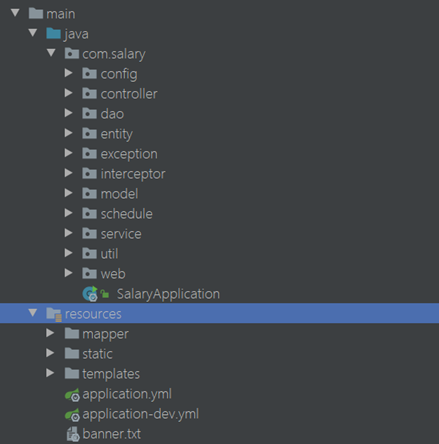 main
java
com.salary
config
controller
dao
entity
exception
interceptor
model
schedule
service
util
web
SalaryApplication
resources
mapper
static
templates
application.yml
application-dev.yml
banner.txt